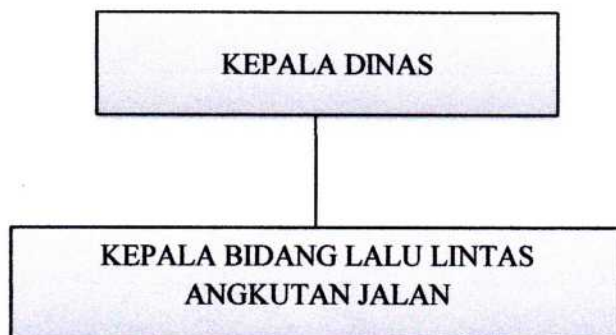 KEPALA DINAS
KEPALA BIDANG LALU LINTAS
ANGKUTAN JALAN